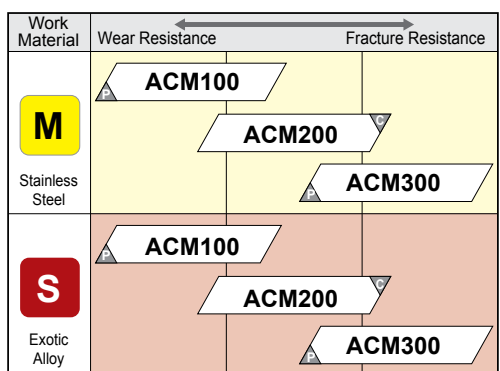 Work
Material
Wear Resistance
Fracture Resistance
M
Stainless
Steel
P
ACM100
ACM200
C
P
ACM300
S
Exotic
Alloy
P
ACM100
ACM200
C
P
ACM300